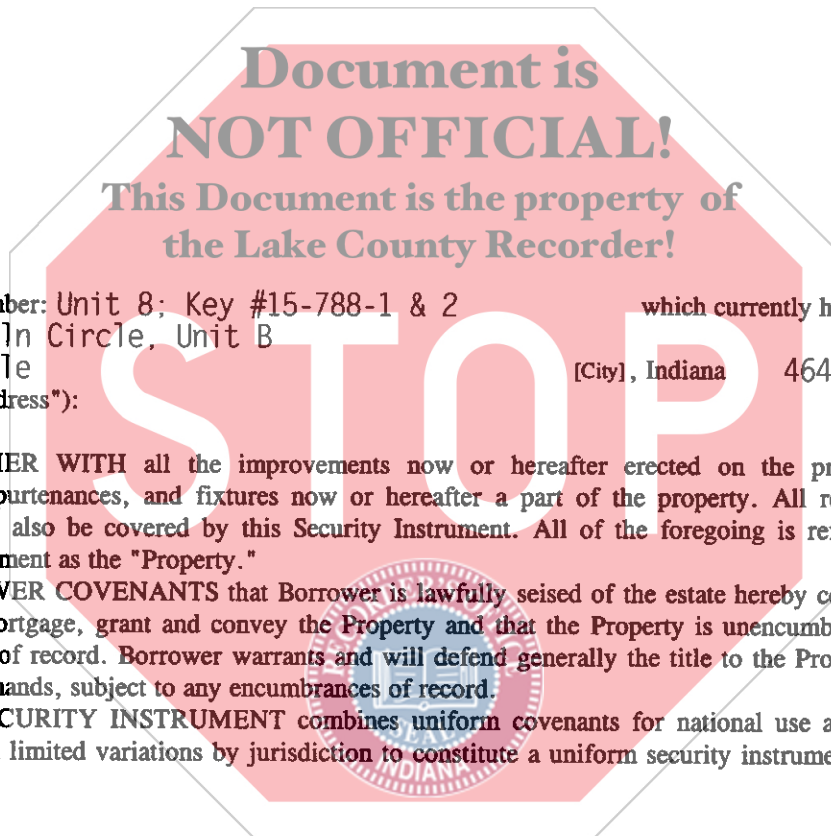 Document is
NOT OFFICIAL!
This Document is the property of
the Lake County Recorder!
STOP
ber: Unit 8; Key #15-788-1 & 2 which currently h
ln Circle, Unit B
le [City], Indiana 464
dress"):
ER WITH all the improvements now or hereafter erected on the pr
purtenances, and fixtures now or hereafter a part of the property. All r
also be covered by this Security Instrument. All of the foregoing is re
ment as the "Property."
VER COVENANTS that Borrower is lawfully seised of the estate hereby c
ortgage, grant and convey the Property and that the Property is unencumb
of record. Borrower warrants and will defend generally the title to the Pro
ands, subject to any encumbrances of record.
CURITY INSTRUMENT combines uniform covenants for national use a
limited variations by jurisdiction to constitute a uniform security instrume
SEAL
INDIANA